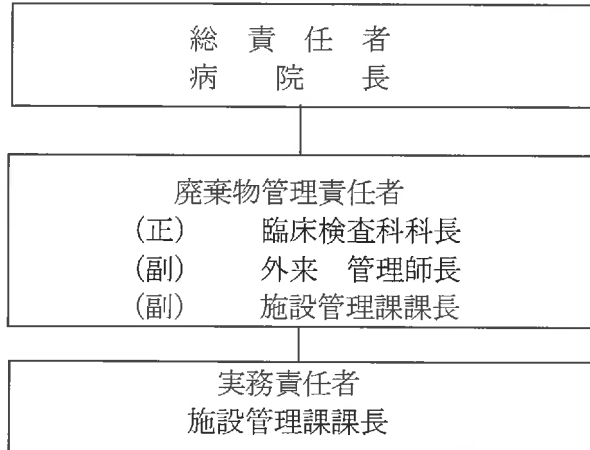 総責任者
病院長
廃棄物管理責任者
(正) 臨床検査科科長
(副) 外来 管理師長
(副) 施設管理課課長
実務責任者
施設管理課課長